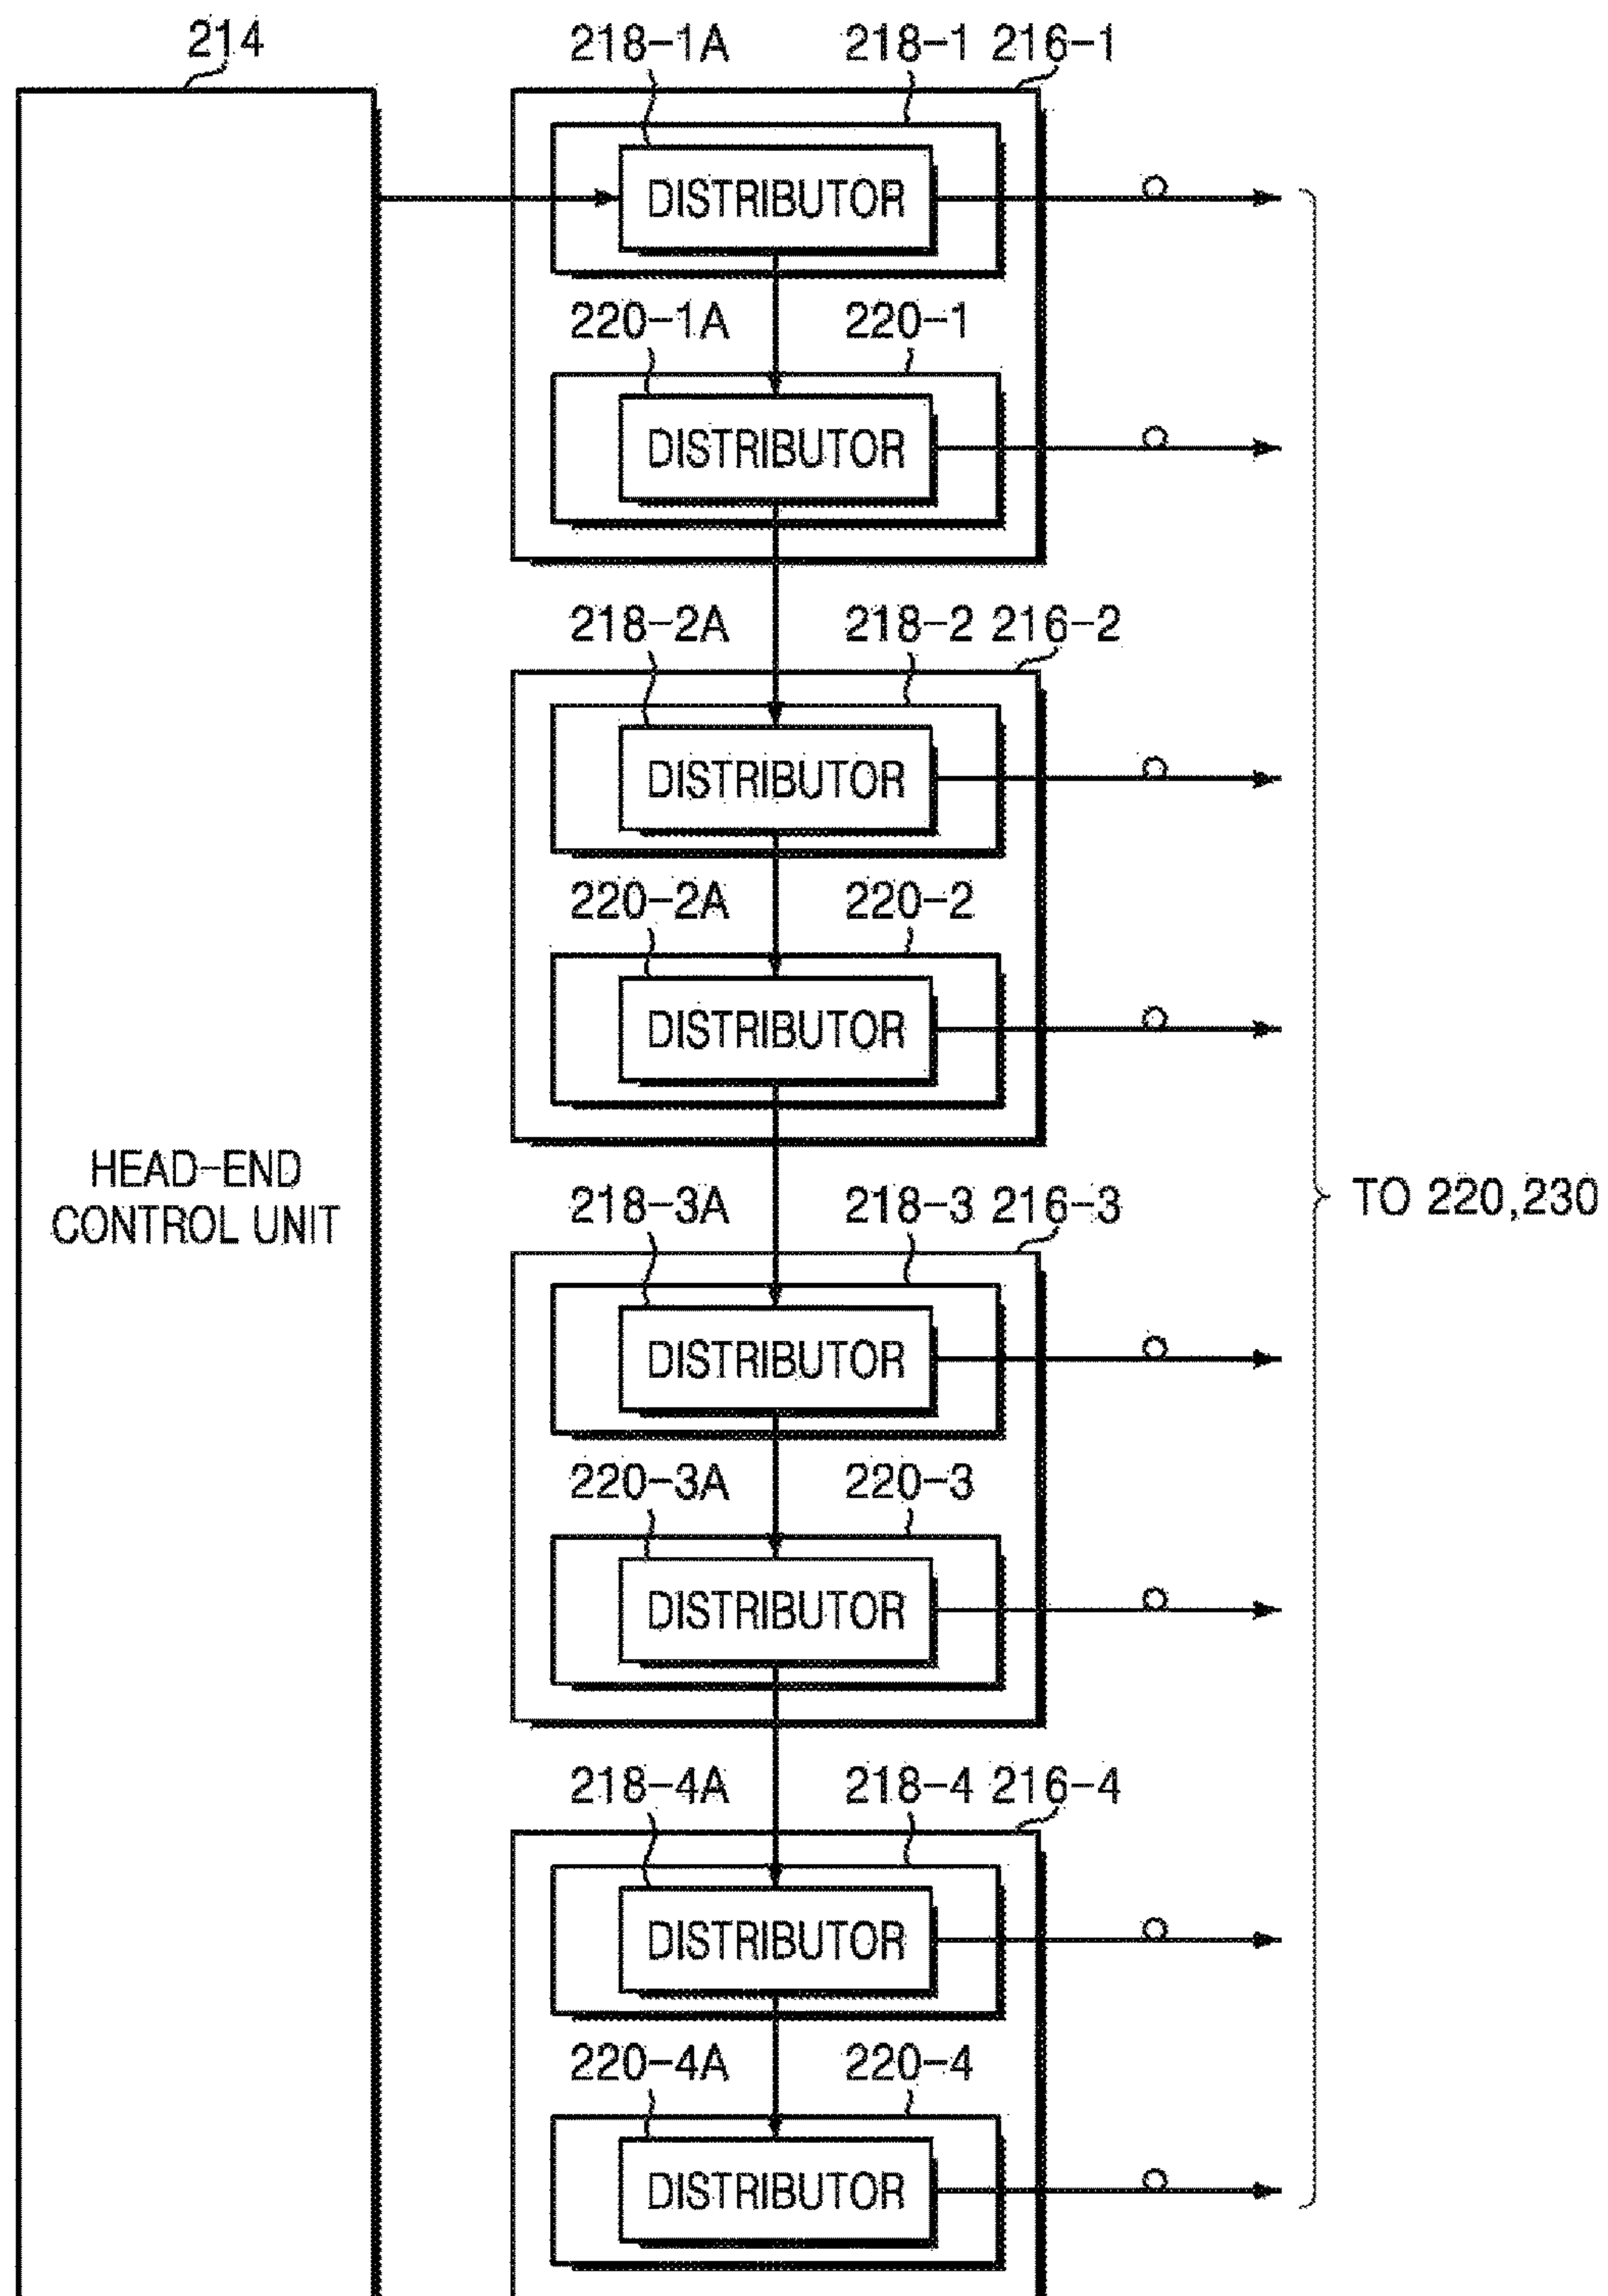 214
218-1A 218-1 216-1
DISTRIBUTOR
220-1A 220-1
DISTRIBUTOR
218-2A 218-2 216-2
DISTRIBUTOR
220-2A 220-2
DISTRIBUTOR
HEAD-END
CONTROL UNIT
218-3A 218-3 216-3
TO 220,230
DISTRIBUTOR
220-3A 220-3
DISTRIBUTOR
218-4A 218-4 216-4
DISTRIBUTOR
220-4A 220-4
DISTRIBUTOR